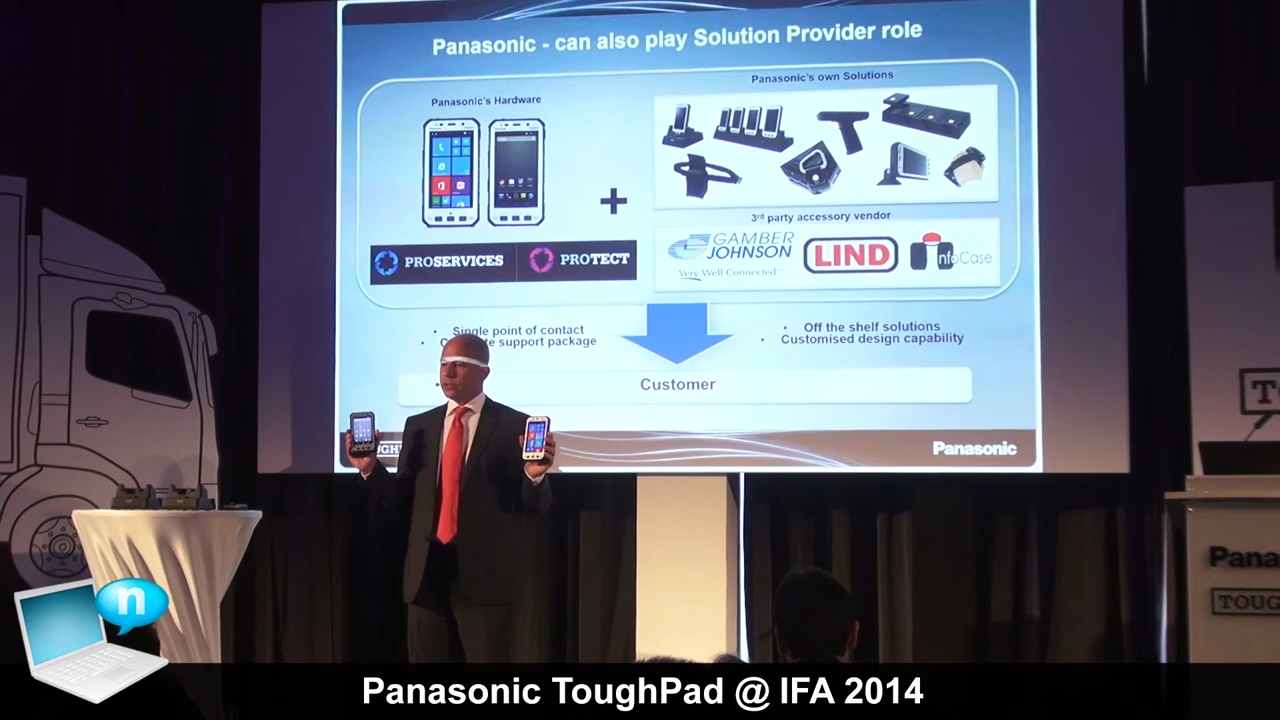 Panasonic - can also play Solution Provider role
Panasonic's Hardware
Panasonic's own Solutions
+
3rd party accessory vendor
PROSERVICES
PROTECT
GAMBER
JOHNSON
Very Well Connected™
LIND
InfoCase
• Single point of contact
• support package
• Off the shelf solutions
• Customised design capability
Customer
Panasonic
n
Panasonic ToughPad @ IFA 2014